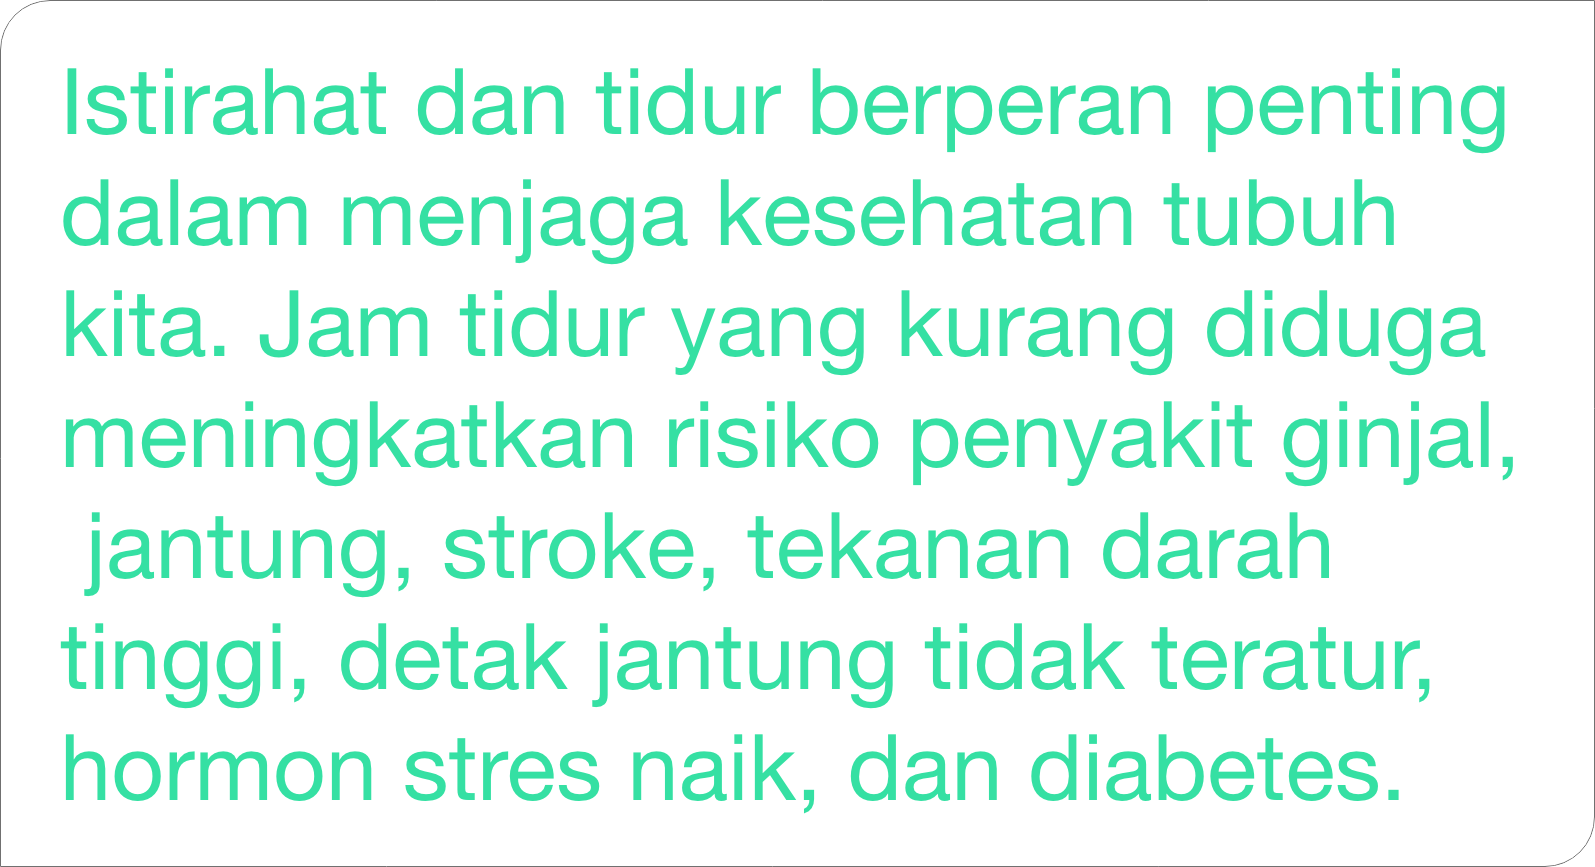 Istirahat dan tidur berperan penting
dalam menjaga kesehatan tubuh
kita. Jam tidur yang kurang diduga
meningkatkan risiko penyakit ginjal,
jantung, stroke, tekanan darah
tinggi, detak jantung tidak teratur,
hormon stres naik, dan diabetes.